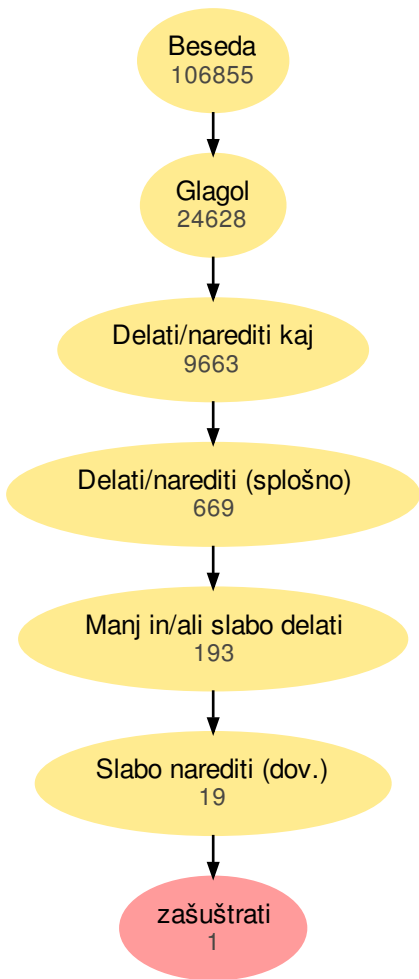 Beseda
106855
Glagol
24628
Delati/narediti kaj
9663
Delati/narediti (splošno)
669
Manj in/ali slabo delati
193
Slabo narediti (dov.)
19
zašuštrati
1